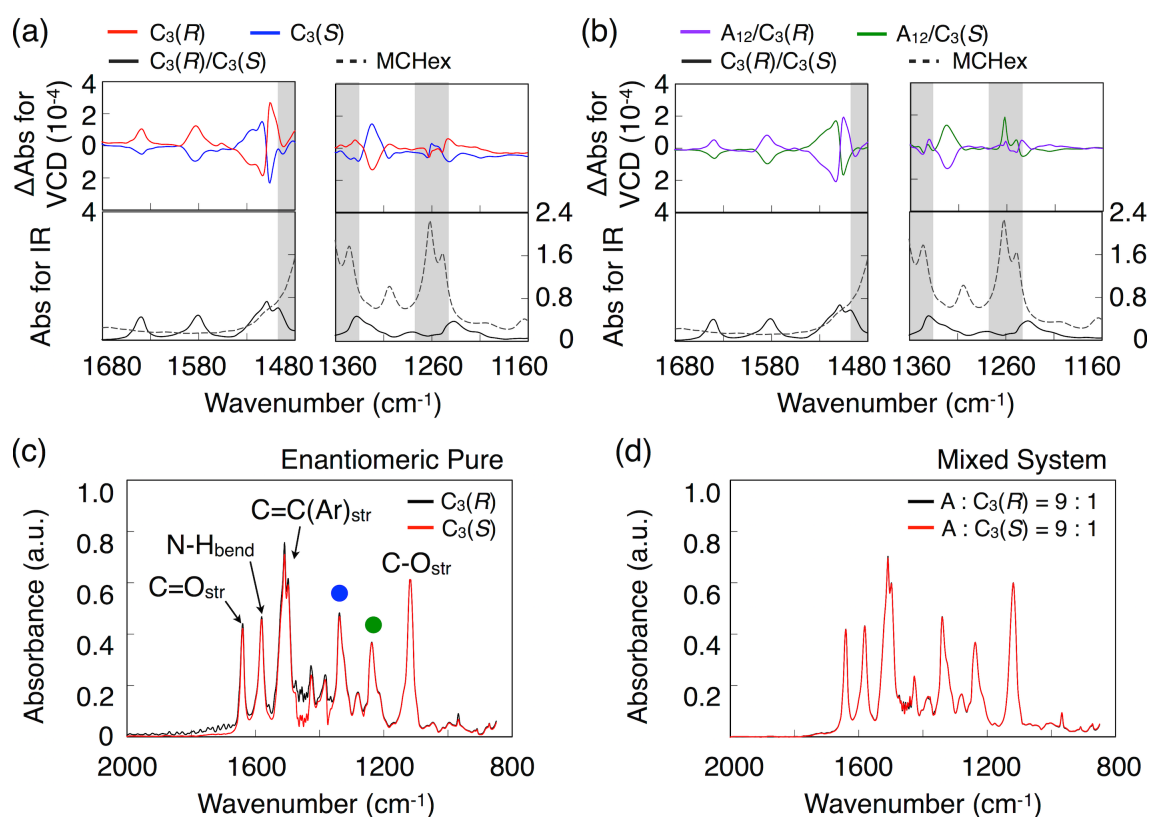 (a)
C₃(R) C₃(S)
C₃(R)/C₃(S) MCHex
4
2
0
2
4
ΔAbs for
VCD (10⁻⁴)
Abs for IR
2.4
1.6
0.8
0
1680 1580 1480 1360 1260 1160
Wavenumber (cm⁻¹)
(b)
A₁₂/C₃(R) A₁₂/C₃(S)
C₃(R)/C₃(S) MCHex
4
2
0
2
4
ΔAbs for
VCD (10⁻⁴)
Abs for IR
2.4
1.6
0.8
0
1680 1580 1480 1360 1260 1160
Wavenumber (cm⁻¹)
(c) Enantiomeric Pure
C₃(R)
C₃(S)
C=C(Ar)str
N-Hbend
C=Ostr
C-Ostr
1.0
0.8
0.6
0.4
0.2
0
Absorbance (a.u.)
2000 1600 1200 800
Wavenumber (cm⁻¹)
(d) Mixed System
A : C₃(R) = 9 : 1
A : C₃(S) = 9 : 1
1.0
0.8
0.6
0.4
0.2
0
Absorbance (a.u.)
2000 1600 1200 800
Wavenumber (cm⁻¹)